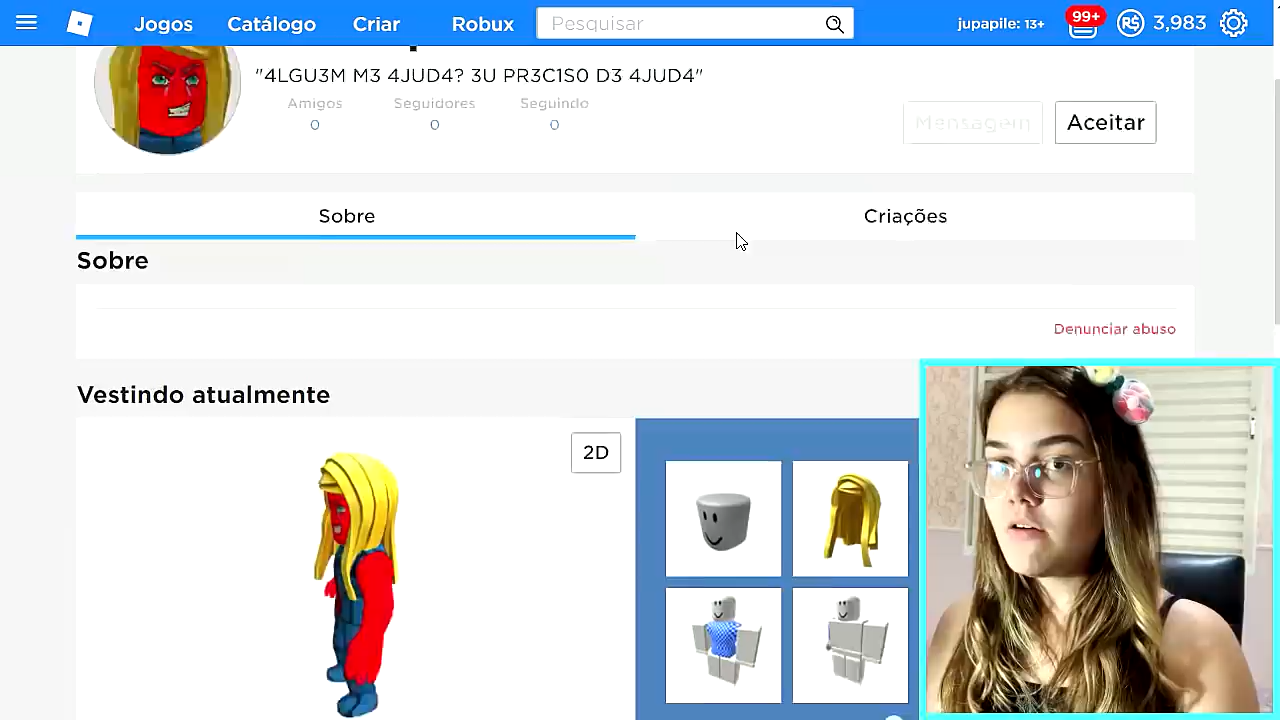 Jogos Catálogo Criar Robux Pesquisar jupapile: 13+ 99+ R$ 3,983
"4LGU3M M3 4JUD4? 3U PR3C1S0 D3 4JUD4"
Amigos Seguidores Seguindo
0 0 0
Mensagem Aceitar
Sobre Criações
Sobre
Denunciar abuso
Vestindo atualmente
2D